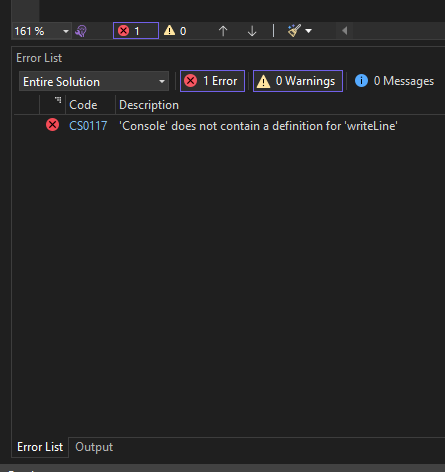 161 %
1
0
Error List
Entire Solution
1 Error
0 Warnings
0 Messages
Code Description
CS0117 'Console' does not contain a definition for 'writeLine'
Error List Output